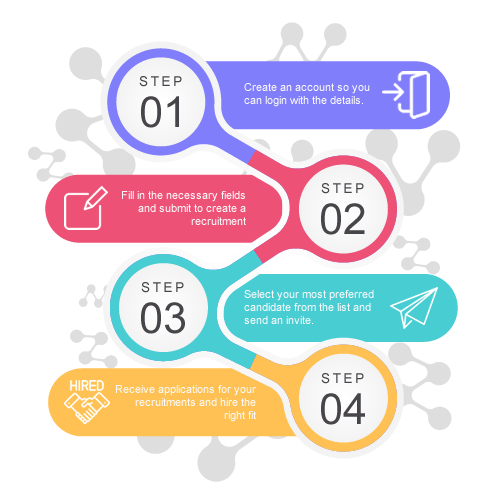 STEP
01
Create an account so you
can login with the details.
Fill in the necessary fields
and submit to create a
recruitment
STEP
02
STEP
03
Select your most preferred
candidate from the list and
send an invite.
HIRED
Receive applications for your
recruitments and hire the
right fit
STEP
04